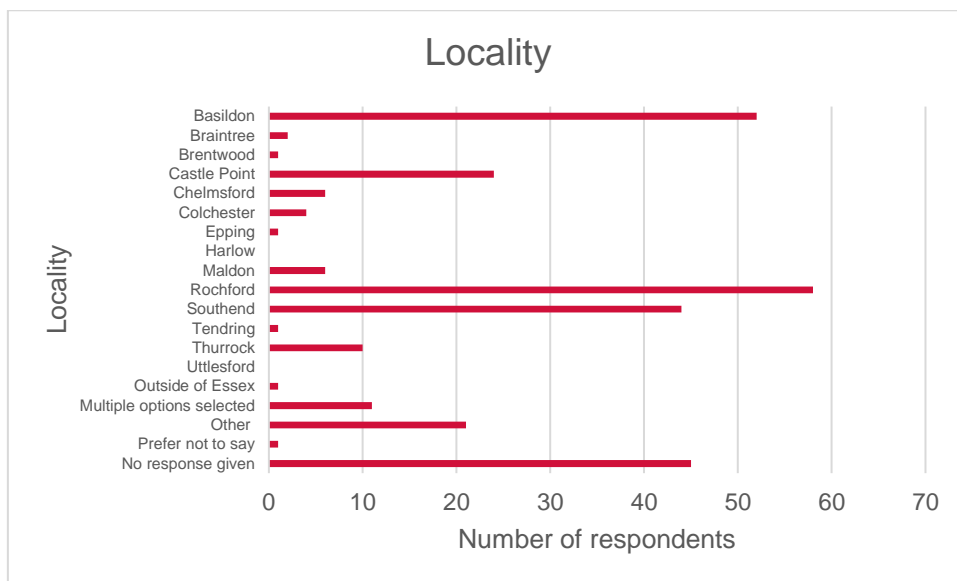 Locality
Locality
Basildon
Braintree
Brentwood
Castle Point
Chelmsford
Colchester
Epping
Harlow
Maldon
Rochford
Southend
Tendring
Thurrock
Uttlesford
Outside of Essex
Multiple options selected
Other
Prefer not to say
No response given
0 10 20 30 40 50 60 70
Number of respondents